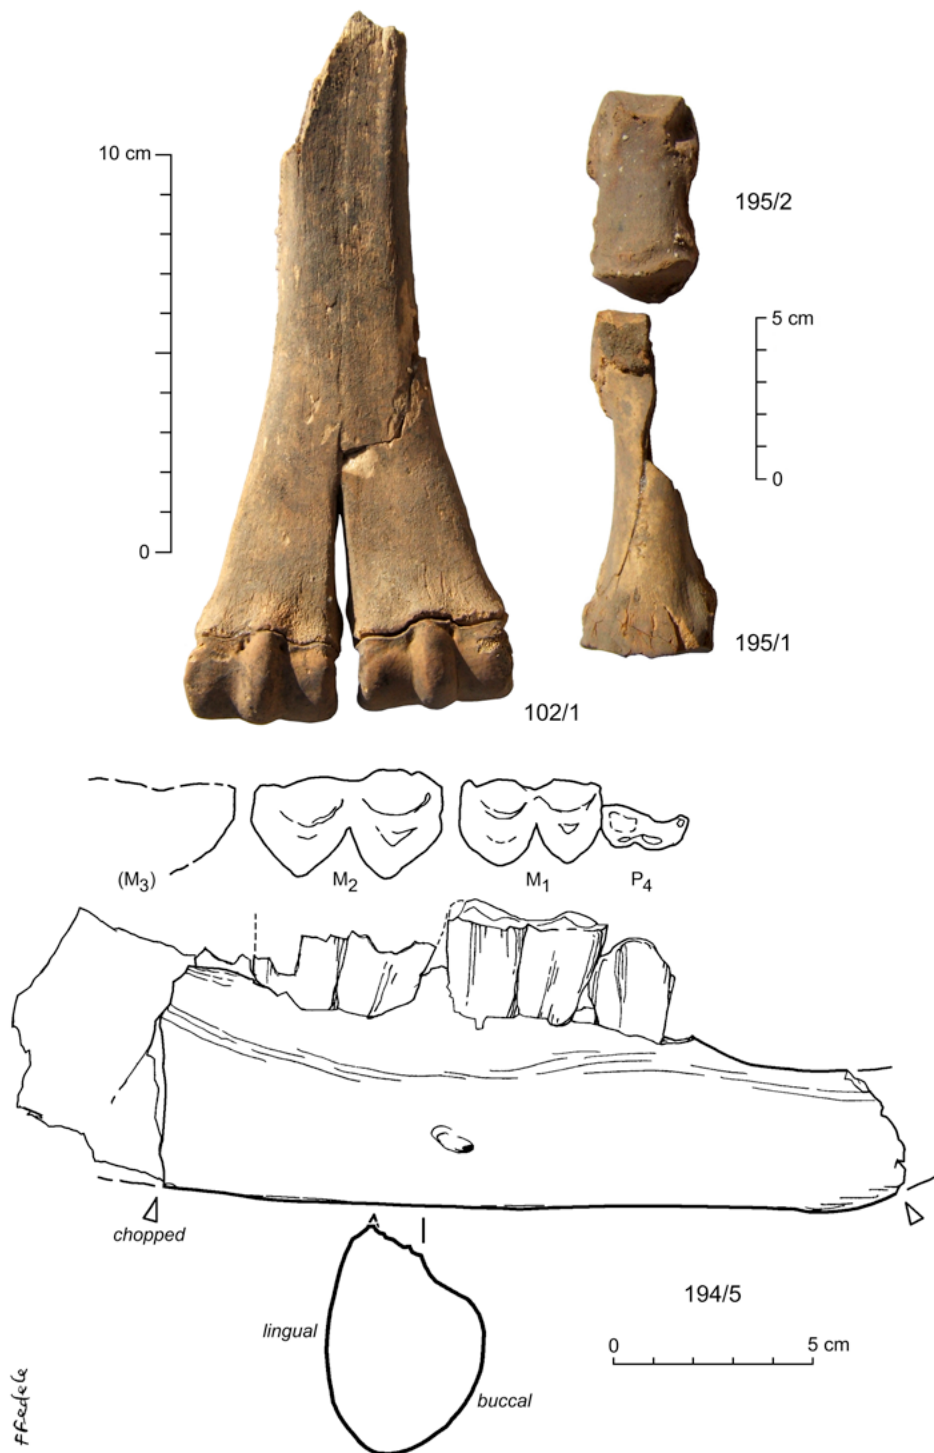 10 cm
0
195/2
5 cm
0
195/1
102/1
(M3) M2 M1 P4
chopped
194/5
lingual
0 5 cm
buccal
ffedele